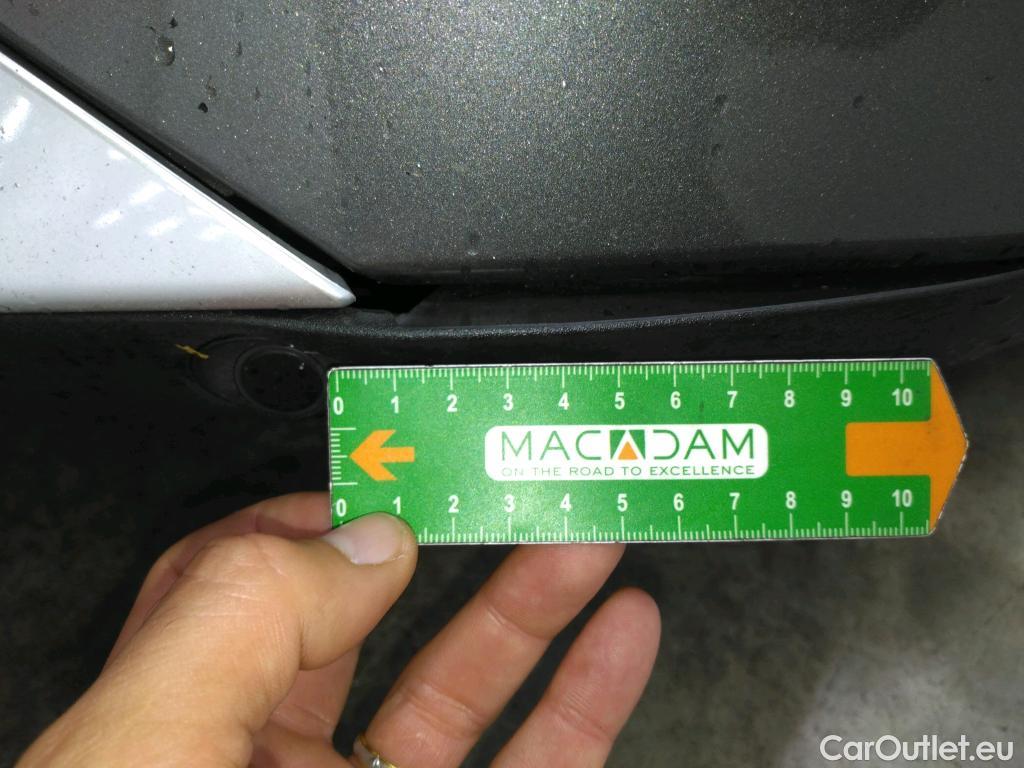 0 1 2 3 4 5 6 7 8 9 10
MACADAM
ON THE ROAD TO EXCELLENCE
0 1 2 3 4 5 6 7 8 9 10
CarOutlet.eu